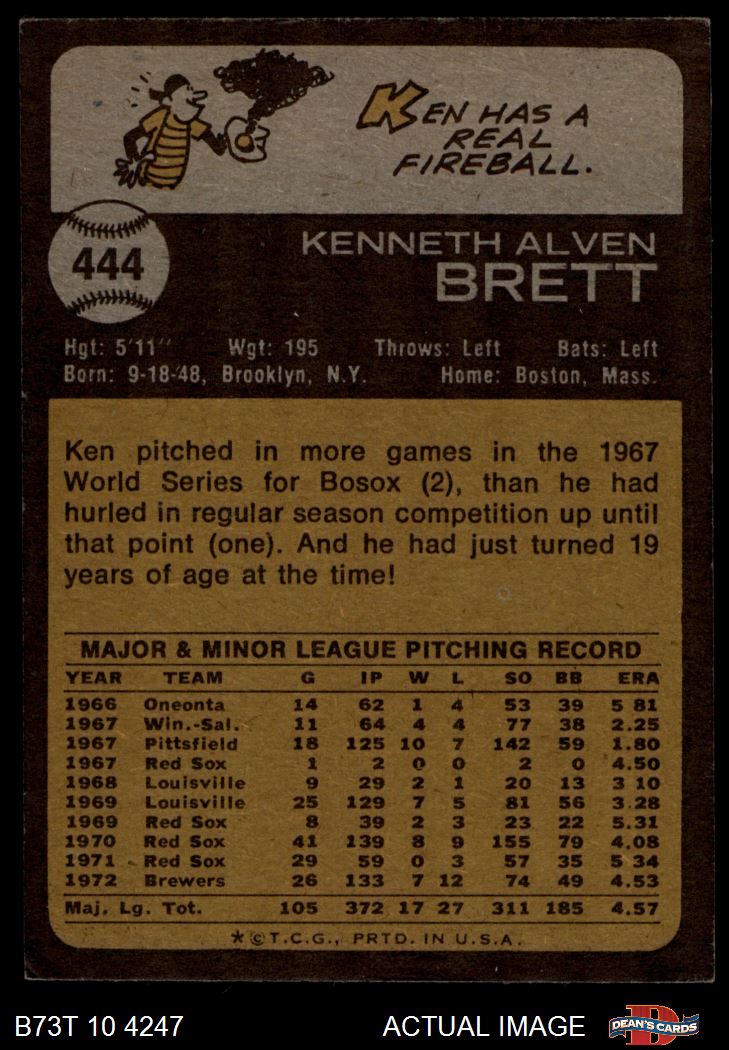 KEN HAS A
REAL
FIREBALL.
444
KENNETH ALVEN
BRETT
Hgt: 5'11" Wgt: 195 Throws: Left Bats: Left
Born: 9-18-48, Brooklyn, N.Y. Home: Boston, Mass.
Ken pitched in more games in the 1967
World Series for Bosox (2), than he had
hurled in regular season competition up until
that point (one). And he had just turned 19
years of age at the time!
MAJOR & MINOR LEAGUE PITCHING RECORD
YEAR TEAM G IP W L SO BB ERA
1966 Oneonta 14 62 1 4 53 39 5 81
1967 Win.-Sal. 11 64 4 4 77 38 2.25
1967 Pittsfield 18 125 10 7 142 59 1.80
1967 Red Sox 1 2 0 0 2 0 4.50
1968 Louisville 9 29 2 1 20 13 3 10
1969 Louisville 25 129 7 5 81 56 3.28
1969 Red Sox 8 39 2 3 23 22 5.31
1970 Red Sox 41 139 8 9 155 79 4.08
1971 Red Sox 29 59 0 3 57 35 5 34
1972 Brewers 26 133 7 12 74 49 4.53
Maj. Lg. Tot. 105 372 17 27 311 185 4.57
*©T.C.G., PRTD. IN U.S.A.
B73T 10 4247 ACTUAL IMAGE DEAN'S CARDS